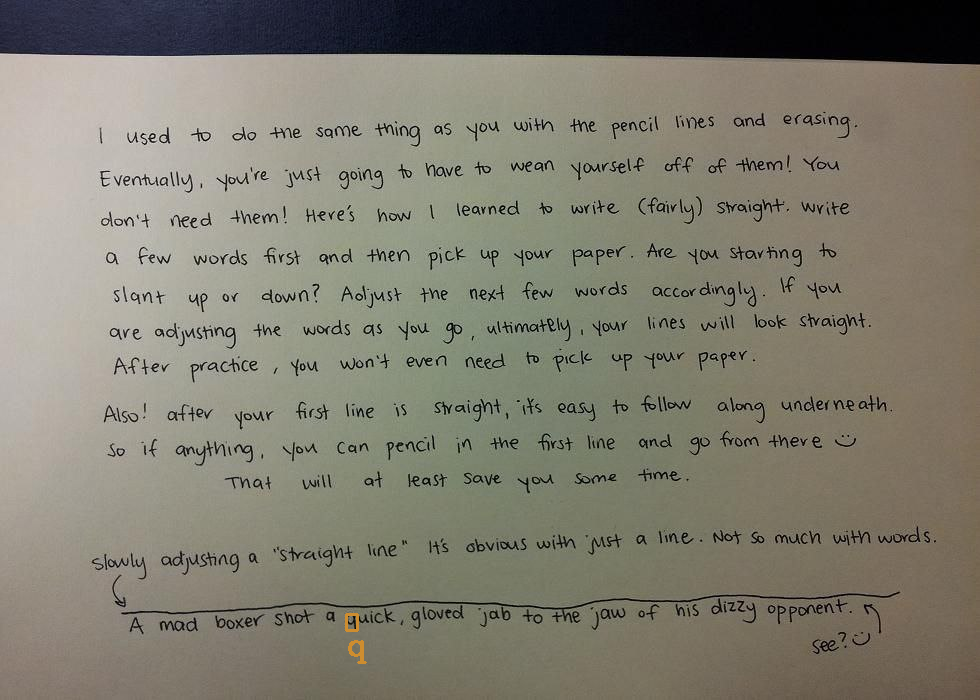 I used to do the same thing as you with the pencil lines and erasing.
Eventually, you're just going to have to wean yourself off of them! You
don't need them! Here's how I learned to write (fairly) straight. Write
a few words first and then pick up your paper. Are you starting to
slant up or down? Adjust the next few words accordingly. If you
are adjusting the words as you go, ultimately, your lines will look straight.
After practice, you won't even need to pick up your paper.
Also! after your first line is straight, it's easy to follow along underneath.
So if anything, you can pencil in the first line and go from there :)
That will at least save you some time.
slowly adjusting a "straight line" It's obvious with just a line. Not so much with words.
A mad boxer shot a quick, gloved jab to the jaw of his dizzy opponent.
q
see? :)